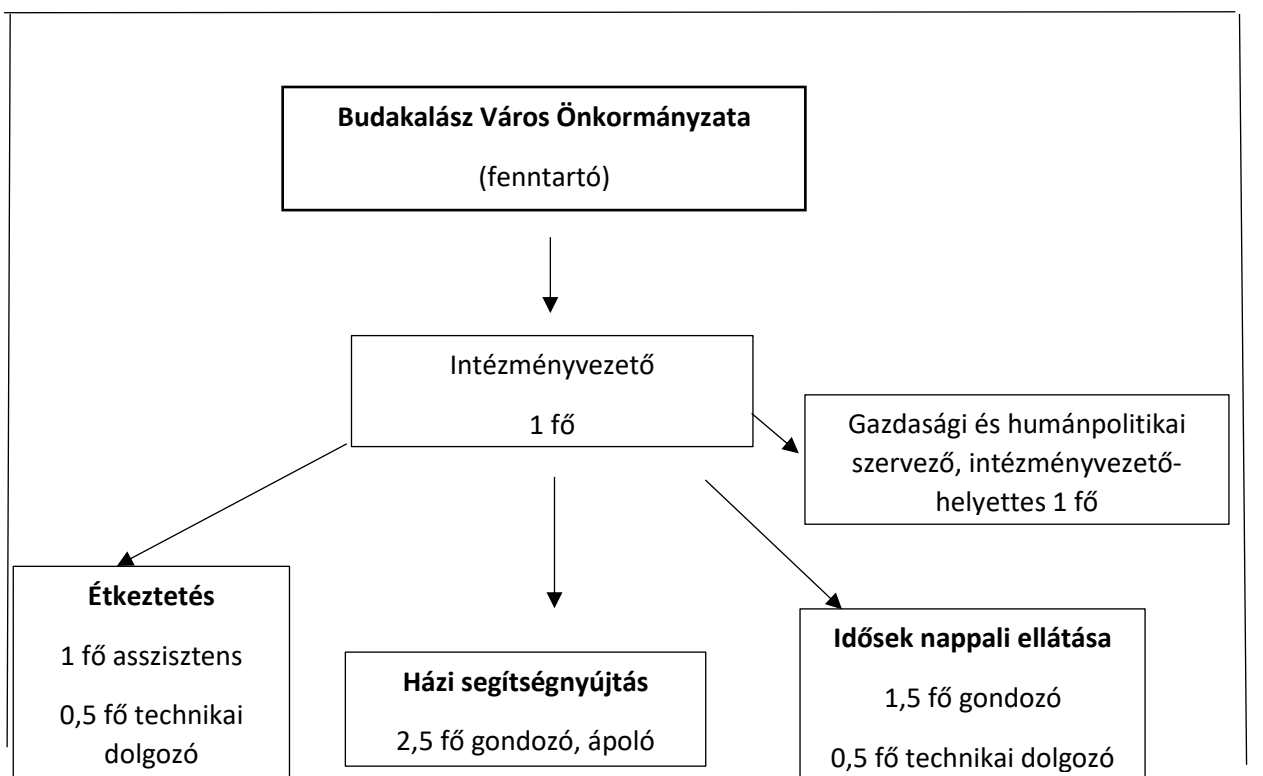 Budakalász Város Önkormányzata
(fenntartó)
Intézményvezető
1 fő
Gazdasági és humánpolitikai
szervező, intézményvezető-
helyettes 1 fő
Étkeztetés
1 fő asszisztens
0,5 fő technikai
dolgozó
Házi segítségnyújtás
2,5 fő gondozó, ápoló
Idősek nappali ellátása
1,5 fő gondozó
0,5 fő technikai dolgozó